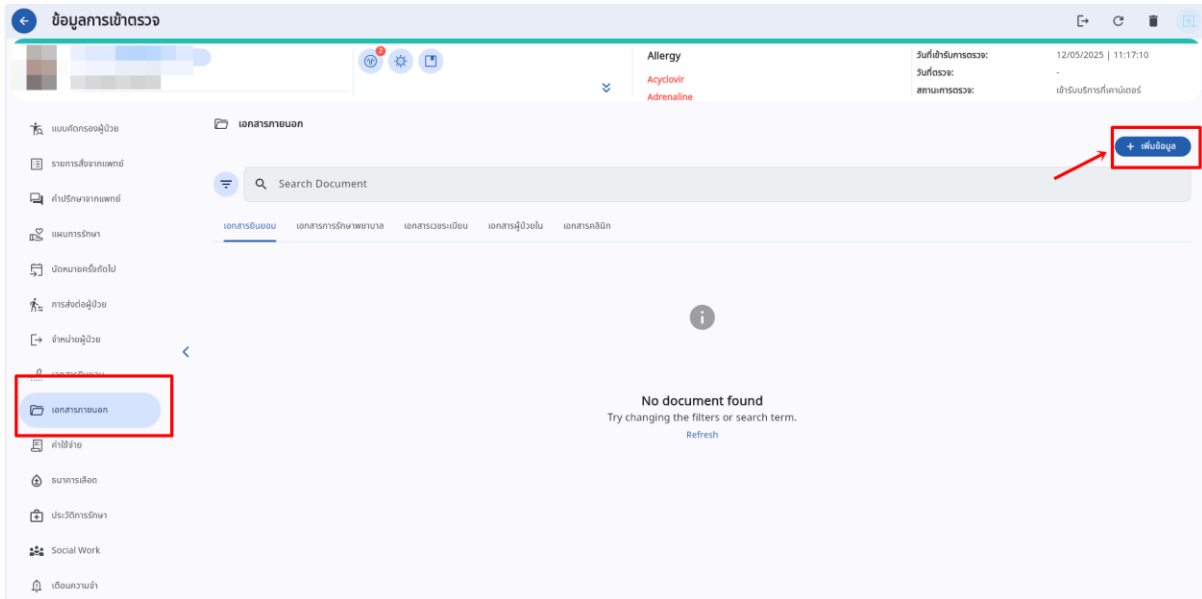 ข้อมูลการเข้าตรวจ
2
Allergy
Acyclovir
Adrenaline
วันที่เข้ารับการตรวจ: 12/05/2025 | 11:17:10
วันที่ตรวจ: -
สถานะการตรวจ: เข้ารับบริการที่เคาน์เตอร์
แบบคัดกรองผู้ป่วย
รายการสั่งจากแพทย์
คำปรึกษาจากแพทย์
แผนการรักษา
นัดหมายครั้งถัดไป
การส่งต่อผู้ป่วย
จำหน่ายผู้ป่วย
เอกสารยินยอม
เอกสารภายนอก
ค่าใช้จ่าย
ธนาคารเลือด
ประวัติการรักษา
Social Work
เตือนความจำ
เอกสารภายนอก
+ เพิ่มข้อมูล
Search Document
เอกสารยินยอม เอกสารการรักษาพยาบาล เอกสารเวชระเบียน เอกสารผู้ป่วยใน เอกสารคลินิก
No document found
Try changing the filters or search term.
Refresh